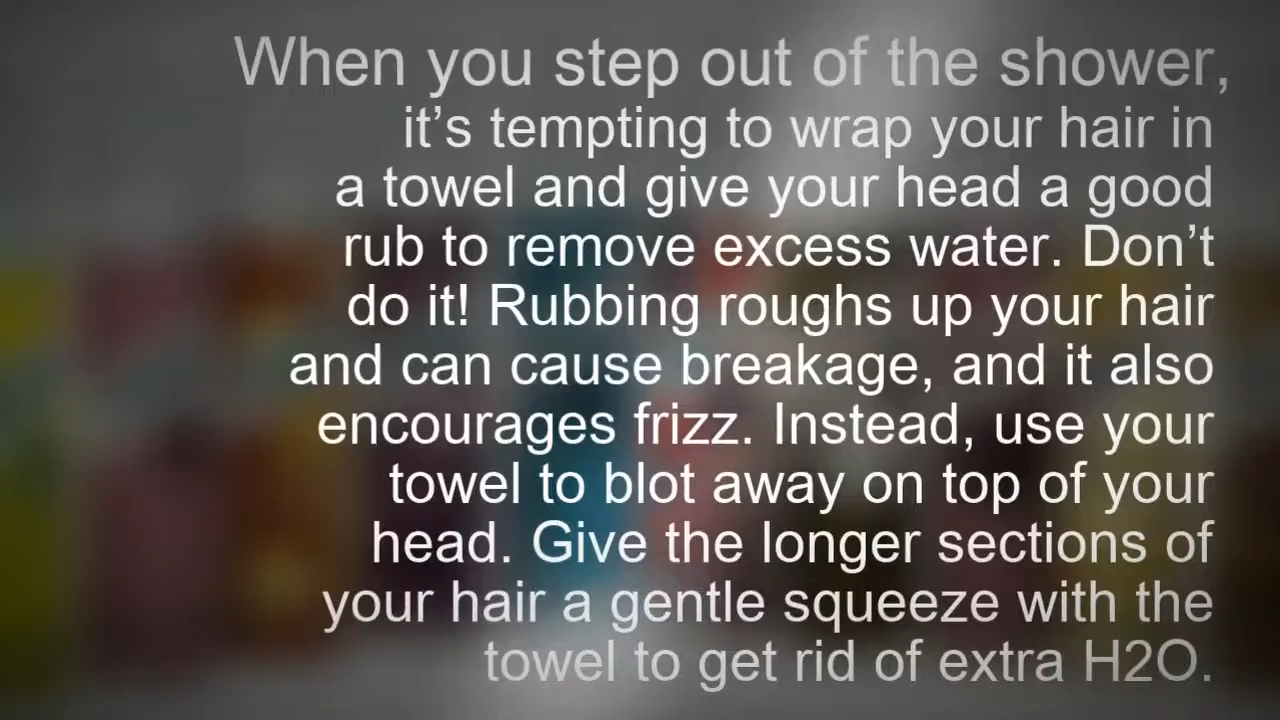 When you step out of the shower,
it’s tempting to wrap your hair in
a towel and give your head a good
rub to remove excess water. Don’t
do it! Rubbing roughs up your hair
and can cause breakage, and it also
encourages frizz. Instead, use your
towel to blot away on top of your
head. Give the longer sections of
your hair a gentle squeeze with the
towel to get rid of extra H2O.